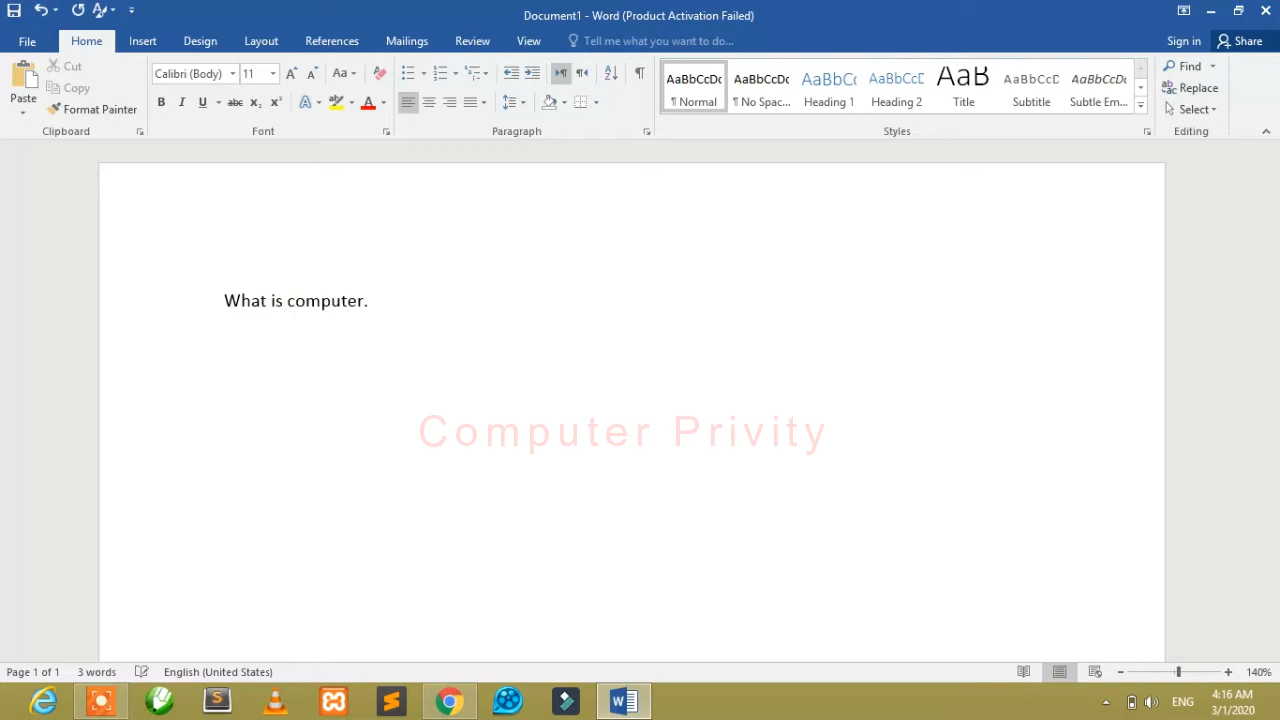 Document1 - Word (Product Activation Failed)
File Home Insert Design Layout References Mailings Review View Tell me what you want to do... Sign in Share
Paste
Cut
Copy
Format Painter
Clipboard
Calibri (Body) 11 Aa
B I U abc x₂ x² A A
Font
Paragraph
AaBbCcDc AaBbCcDc AaBbCc AaBbCcD AaB AaBbCcD AaBbCcDc
¶ Normal ¶ No Spac... Heading 1 Heading 2 Title Subtitle Subtle Em...
Styles
Find
Replace
Select
Editing
What is computer.
Computer Privity
Page 1 of 1 3 words English (United States) 140%
ENG
4:16 AM
3/1/2020